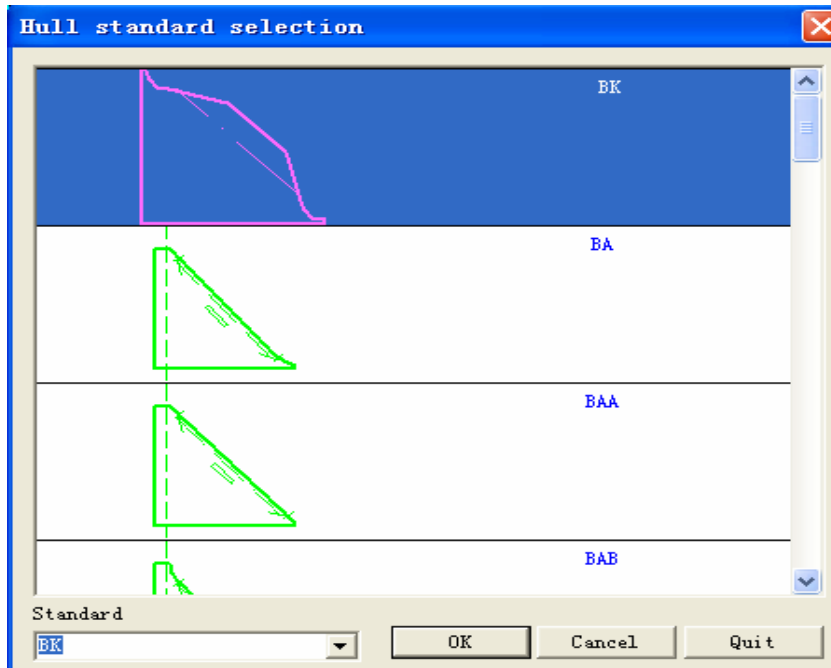 Hull standard selection
BK
BA
BAA
BAB
Standard
BK
OK
Cancel
Quit